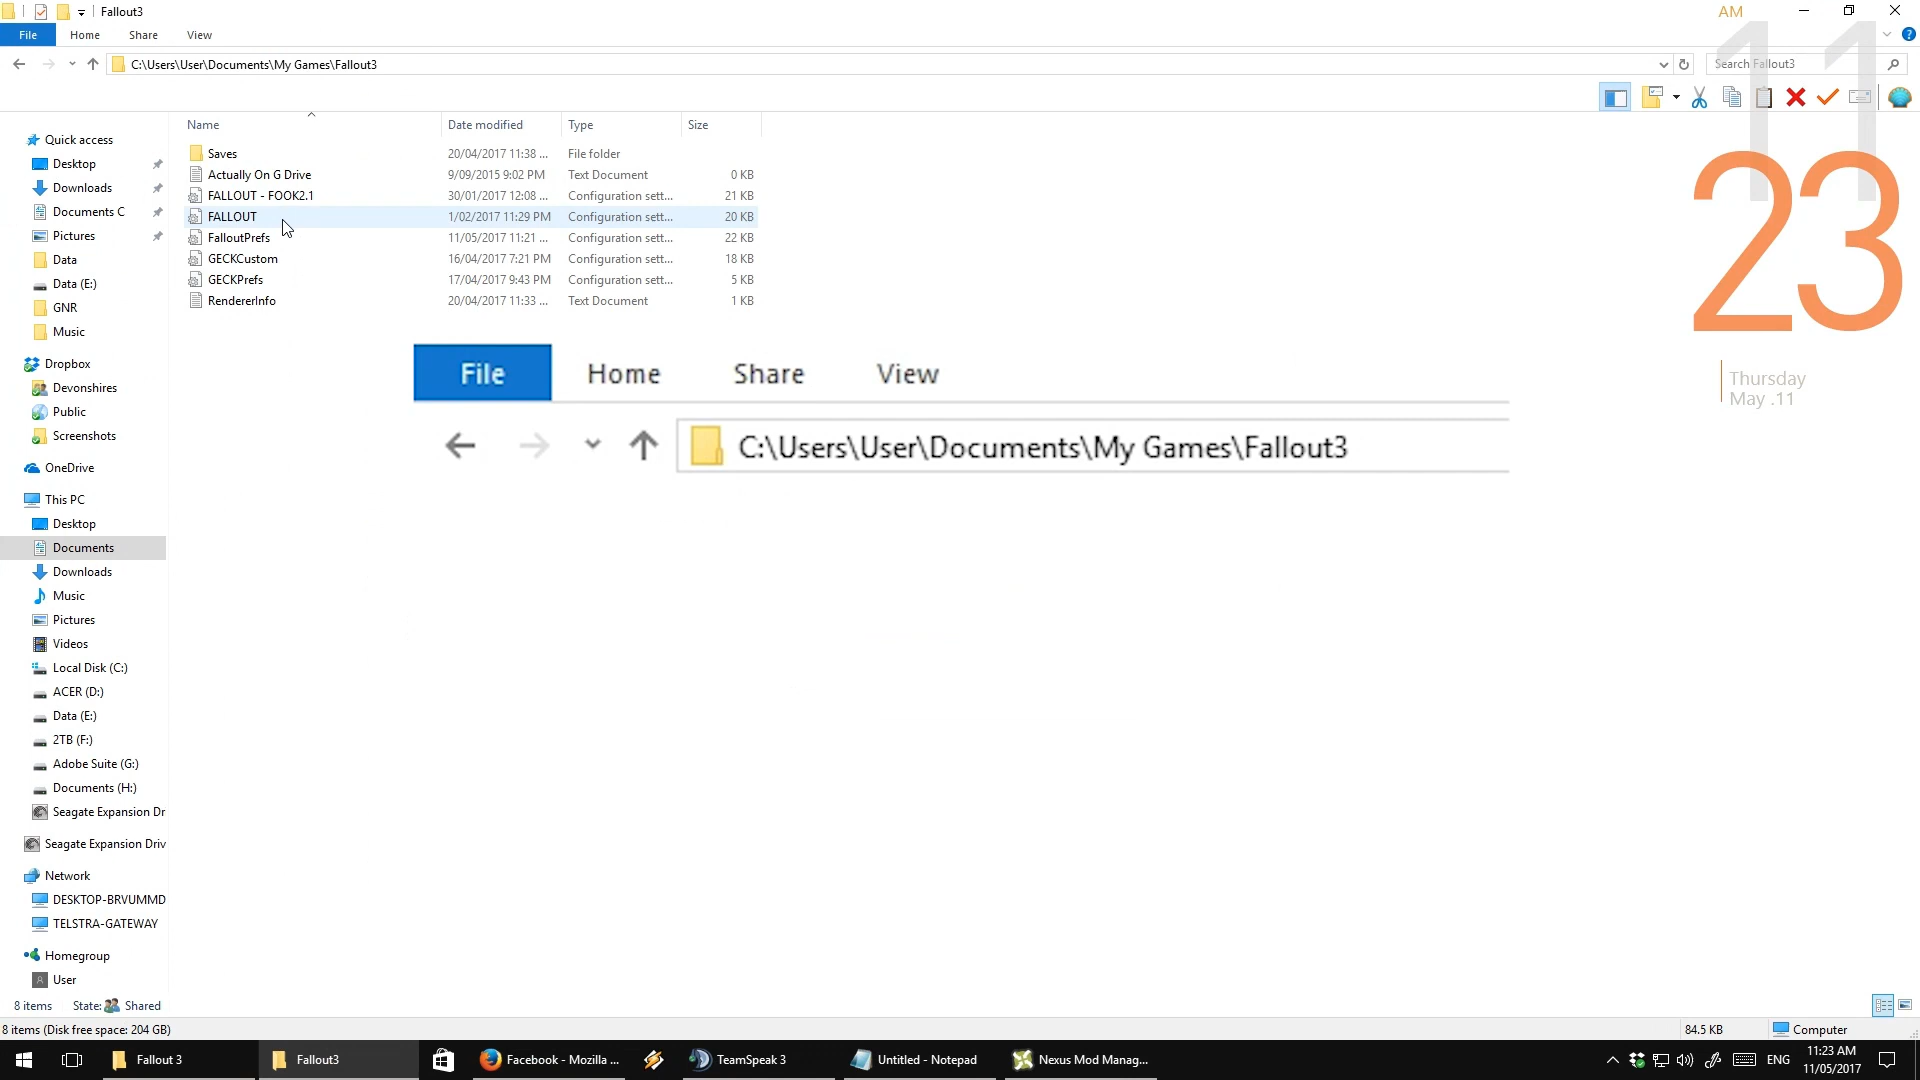 Fallout3
File Home Share View
C:\Users\User\Documents\My Games\Fallout3
Search Fallout3
Name Date modified Type Size
Saves 20/04/2017 11:38 ... File folder
Actually On G Drive 9/09/2015 9:02 PM Text Document 0 KB
FALLOUT - FOOK2.1 30/01/2017 12:08 ... Configuration sett... 21 KB
FALLOUT 1/02/2017 11:29 PM Configuration sett... 20 KB
FalloutPrefs 11/05/2017 11:21 ... Configuration sett... 22 KB
GECKCustom 16/04/2017 7:21 PM Configuration sett... 18 KB
GECKPrefs 17/04/2017 9:43 PM Configuration sett... 5 KB
RendererInfo 20/04/2017 11:33 ... Text Document 1 KB
Quick access
Desktop
Downloads
Documents C
Pictures
Data
Data (E:)
GNR
Music
Dropbox
Devonshires
Public
Screenshots
OneDrive
This PC
Desktop
Documents
Downloads
Music
Pictures
Videos
Local Disk (C:)
ACER (D:)
Data (E:)
2TB (F:)
Adobe Suite (G:)
Documents (H:)
Seagate Expansion Dr
Seagate Expansion Driv
Network
DESKTOP-BRVUMMD
TELSTRA-GATEWAY
Homegroup
User
File Home Share View
C:\Users\User\Documents\My Games\Fallout3
AM
11
23
Thursday
May .11
8 items State: Shared
8 items (Disk free space: 204 GB) 84.5 KB Computer
Fallout 3 Fallout3 Facebook - Mozilla ... TeamSpeak 3 Untitled - Notepad Nexus Mod Manag... ENG
11:23 AM
11/05/2017